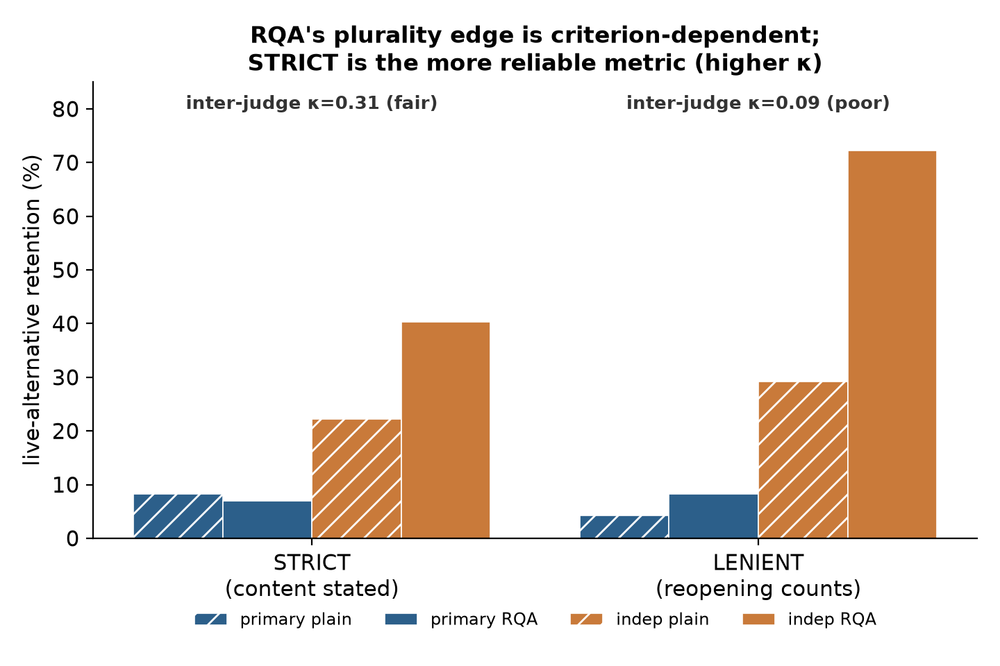 RQA's plurality edge is criterion-dependent;
STRICT is the more reliable metric (higher κ)
inter-judge κ=0.31 (fair)
inter-judge κ=0.09 (poor)
live-alternative retention (%)
80
70
60
50
40
30
20
10
0
STRICT
(content stated)
LENIENT
(reopening counts)
primary plain
primary RQA
indep plain
indep RQA